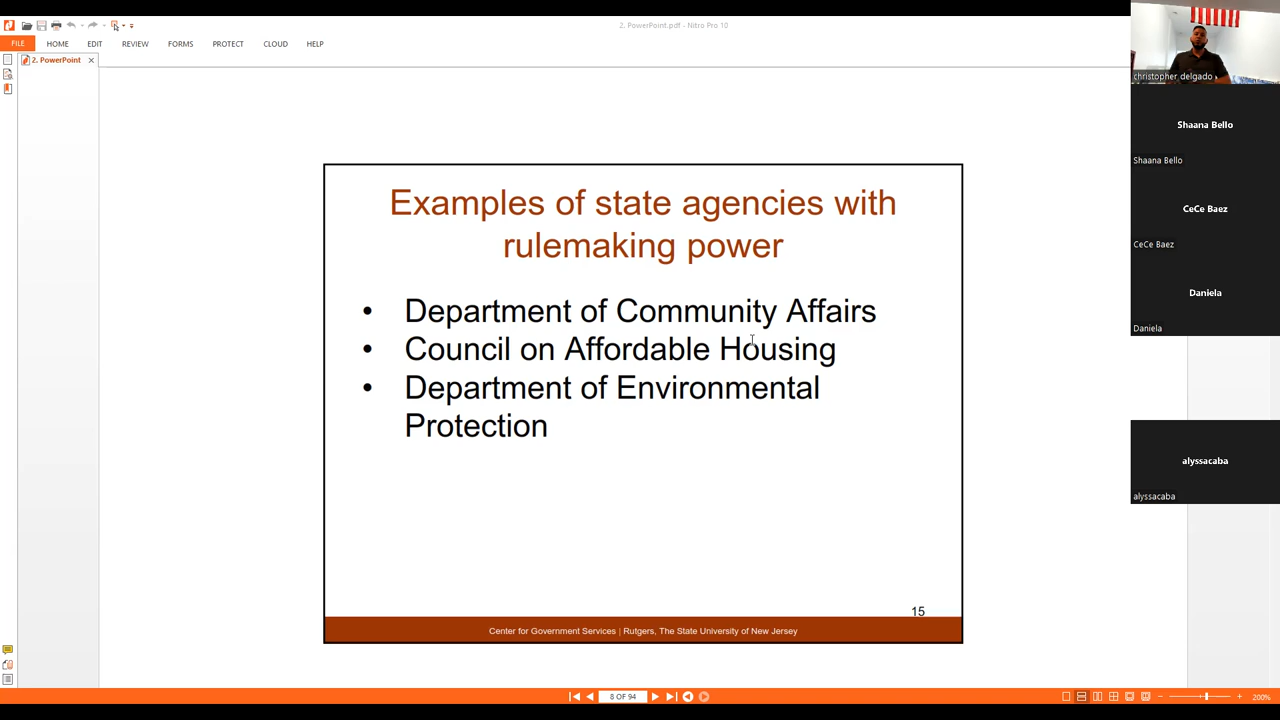 2. PowerPoint.pdf - Nitro Pro 10
FILE HOME EDIT REVIEW FORMS PROTECT CLOUD HELP
2. PowerPoint
Examples of state agencies with
rulemaking power
• Department of Community Affairs
• Council on Affordable Housing
• Department of Environmental
Protection
15
Center for Government Services | Rutgers, The State University of New Jersey
8 OF 94
200%
christopher delgado
Shaana Bello
Shaana Bello
CeCe Baez
CeCe Baez
Daniela
Daniela
alyssacaba
alyssacaba